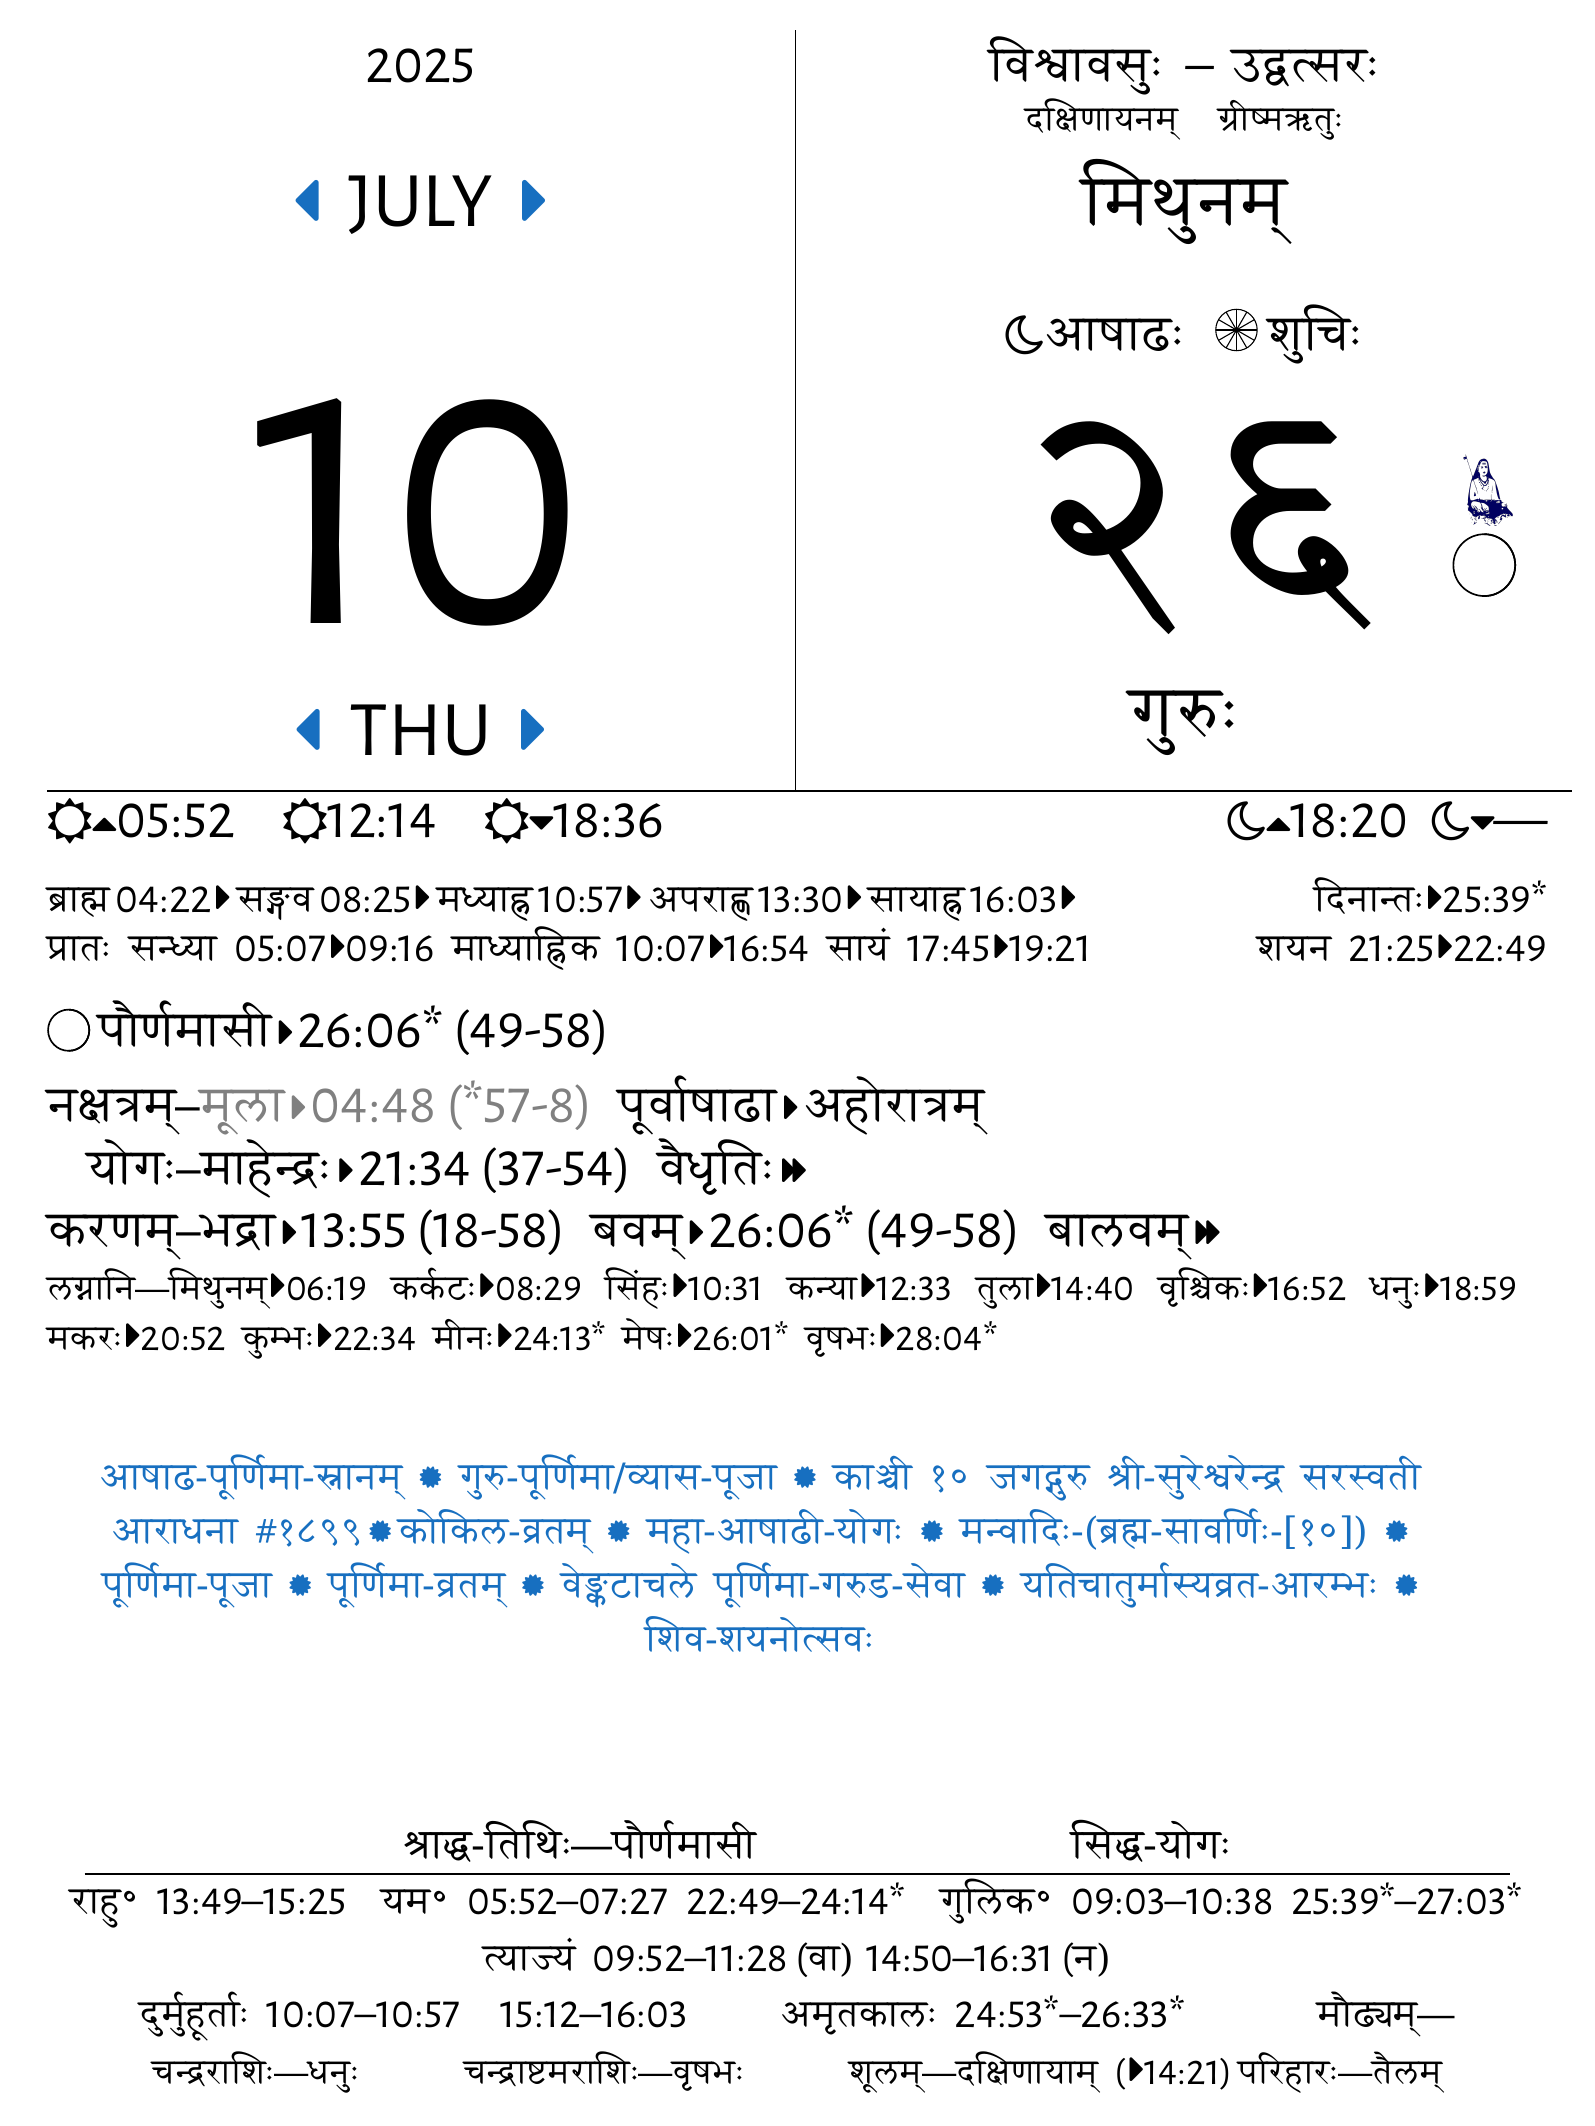 2025
JULY
10
THU
विश्वावसुः – उद्वत्सरः
दक्षिणायनम् ग्रीष्मऋतुः
मिथुनम्
आषाढः शुचिः
२६
गुरुः
05:52 12:14 18:36 18:20 —
ब्राह्म 04:22 सङ्गव 08:25 मध्याह्न 10:57 अपराह्ण 13:30 सायाह्न 16:03 दिनान्तः 25:39*
प्रातः सन्ध्या 05:07 09:16 माध्याह्निक 10:07 16:54 सायं 17:45 19:21 शयन 21:25 22:49
पौर्णमासी 26:06* (49-58)
नक्षत्रम्–मूला 04:48 (*57-8) पूर्वाषाढा अहोरात्रम्
योगः–माहेन्द्रः 21:34 (37-54) वैधृतिः
करणम्–भद्रा 13:55 (18-58) बवम् 26:06* (49-58) बालवम्
लग्नानि—मिथुनम् 06:19 कर्कटः 08:29 सिंहः 10:31 कन्या 12:33 तुला 14:40 वृश्चिकः 16:52 धनुः 18:59
मकरः 20:52 कुम्भः 22:34 मीनः 24:13* मेषः 26:01* वृषभः 28:04*
आषाढ-पूर्णिमा-स्नानम् ✹ गुरु-पूर्णिमा/व्यास-पूजा ✹ काञ्ची १० जगद्गुरु श्री-सुरेश्वरेन्द्र सरस्वती
आराधना #१८९९ ✹ कोकिल-व्रतम् ✹ महा-आषाढी-योगः ✹ मन्वादिः-(ब्रह्म-सावर्णिः-[१०]) ✹
पूर्णिमा-पूजा ✹ पूर्णिमा-व्रतम् ✹ वेङ्कटाचले पूर्णिमा-गरुड-सेवा ✹ यतिचातुर्मास्यव्रत-आरम्भः ✹
शिव-शयनोत्सवः
श्राद्ध-तिथिः—पौर्णमासी सिद्ध-योगः
राहु॰ 13:49–15:25 यम॰ 05:52–07:27 22:49–24:14* गुलिक॰ 09:03–10:38 25:39*–27:03*
त्याज्यं 09:52–11:28 (वा) 14:50–16:31 (न)
दुर्मुहूर्ताः 10:07–10:57 15:12–16:03 अमृतकालः 24:53*–26:33* मौढ्यम्—
चन्द्रराशिः—धनुः चन्द्राष्टमराशिः—वृषभः शूलम्—दक्षिणायाम् (14:21) परिहारः—तैलम्